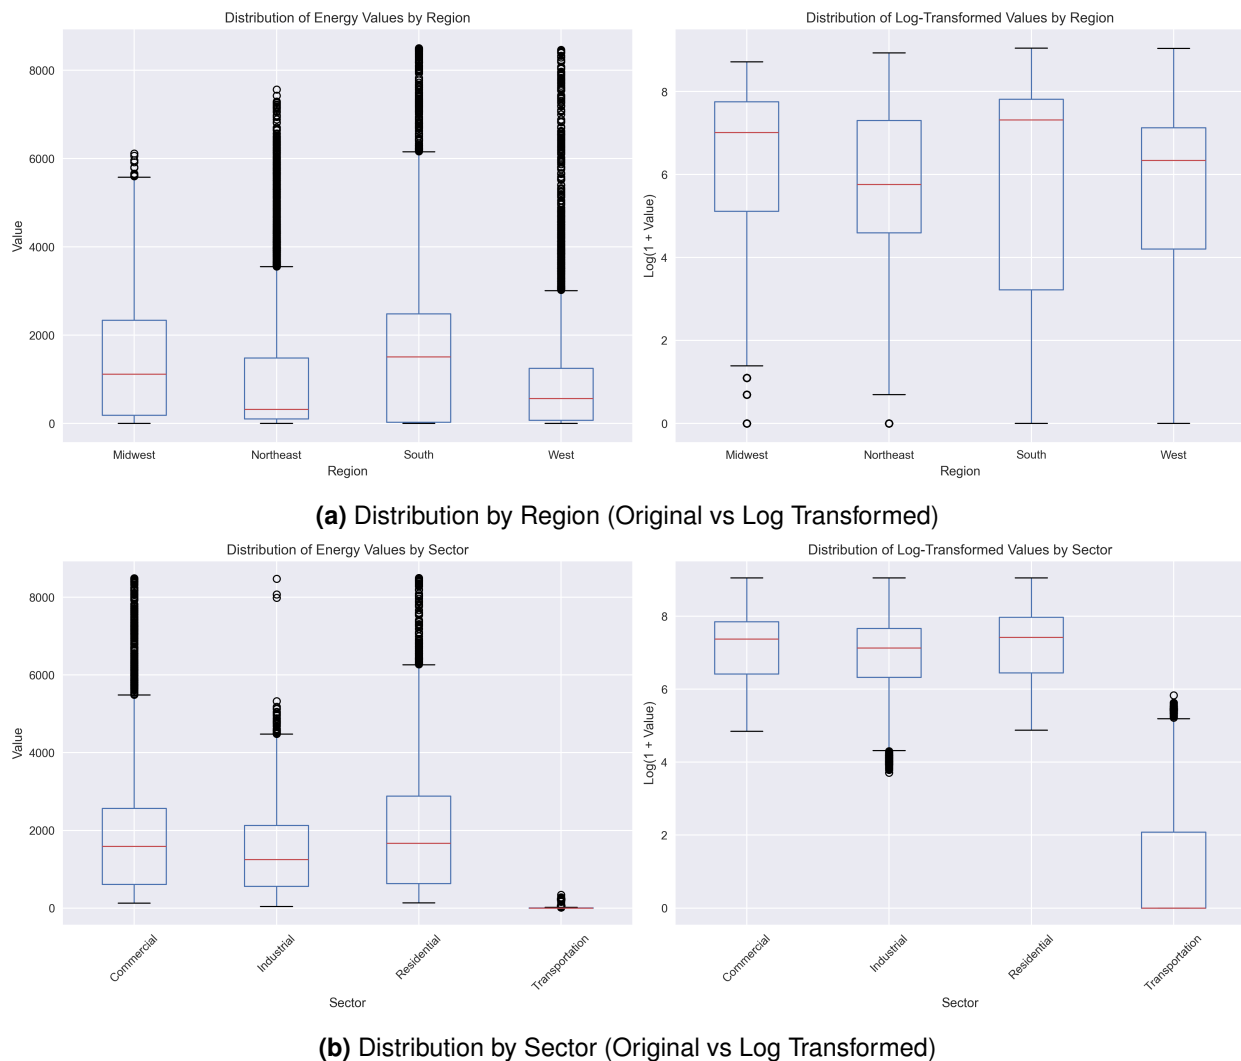 Distribution of Energy Values by Region
8000
6000
4000
2000
0
Value
Midwest Northeast South West
Region
Distribution of Log-Transformed Values by Region
8
6
4
2
0
Log(1 + Value)
Midwest Northeast South West
Region
(a) Distribution by Region (Original vs Log Transformed)
Distribution of Energy Values by Sector
8000
6000
4000
2000
0
Value
Commercial Industrial Residential Transportation
Sector
Distribution of Log-Transformed Values by Sector
8
6
4
2
0
Log(1 + Value)
Commercial Industrial Residential Transportation
Sector
(b) Distribution by Sector (Original vs Log Transformed)